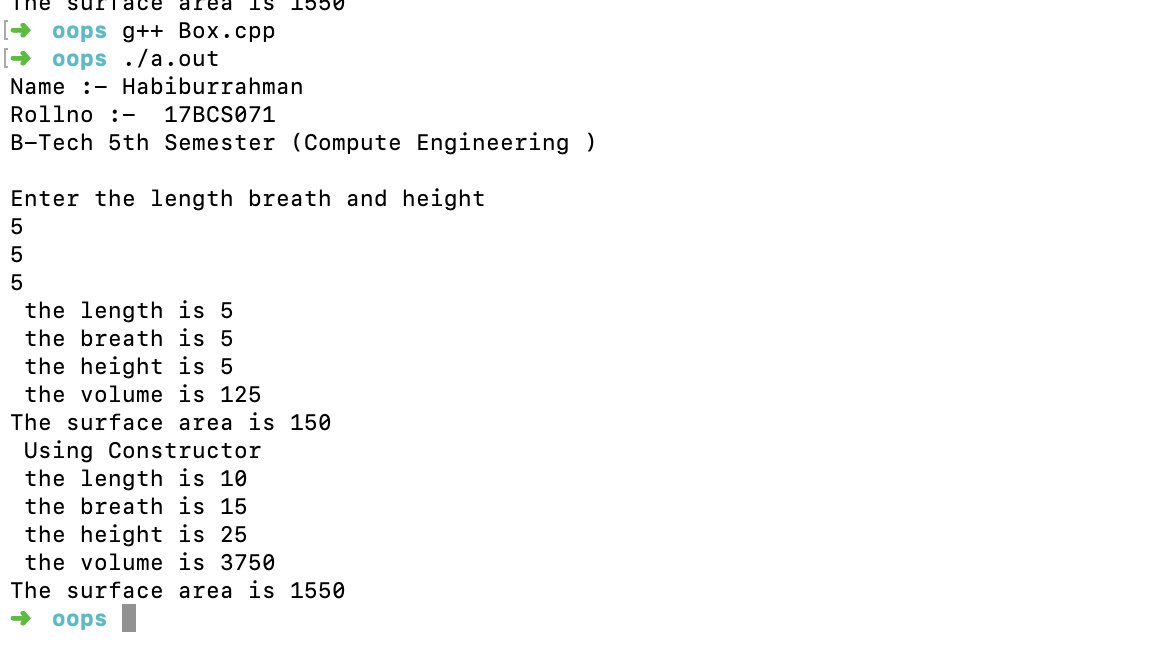 The surface area is 1550
[➜ oops g++ Box.cpp
[➜ oops ./a.out
Name :- Habiburrahman
Rollno :-  17BCS071
B-Tech 5th Semester (Compute Engineering )

Enter the length breath and height
5
5
5
 the length is 5
 the breath is 5
 the height is 5
 the volume is 125
The surface area is 150
 Using Constructor
 the length is 10
 the breath is 15
 the height is 25
 the volume is 3750
The surface area is 1550
➜ oops